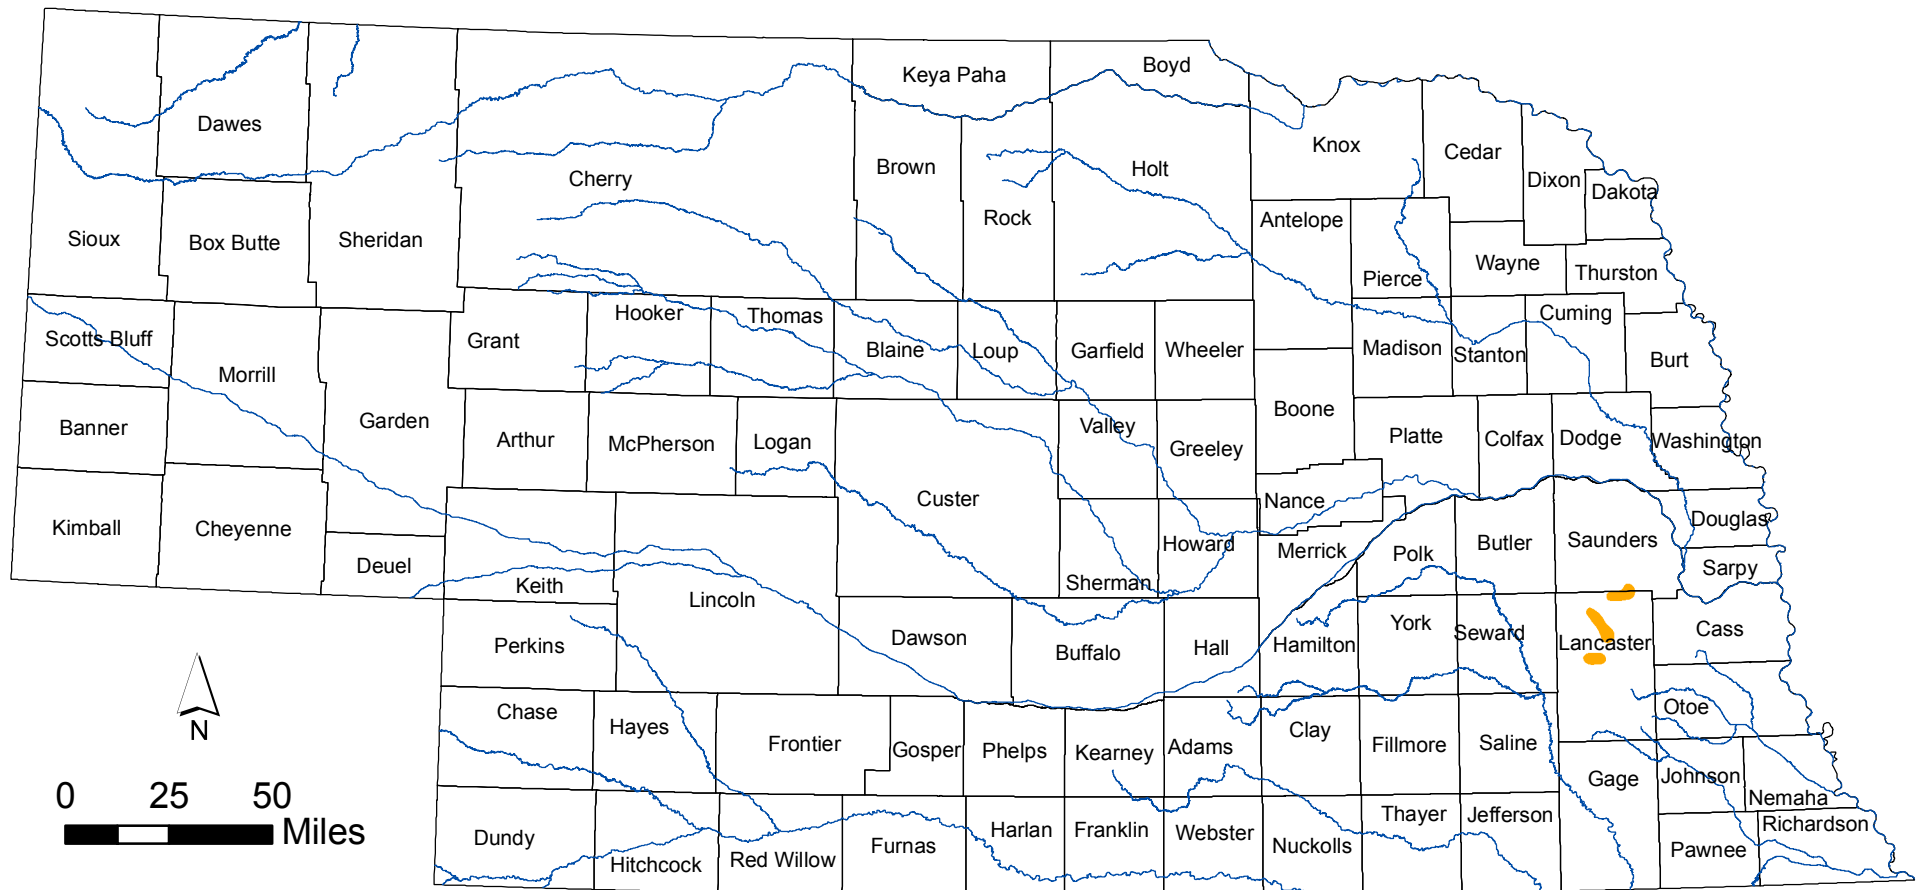 Keya Paha
Boyd
Dawes
Knox
Cedar
Cherry
Brown
Holt
Dixon
Dakota
Rock
Antelope
Sioux
Box Butte
Sheridan
Pierce
Wayne
Thurston
Scotts Bluff
Grant
Hooker
Thomas
Blaine
Loup
Garfield
Wheeler
Madison
Stanton
Cuming
Burt
Morrill
Banner
Garden
Arthur
McPherson
Logan
Valley
Greeley
Boone
Platte
Colfax
Dodge
Washington
Custer
Nance
Kimball
Cheyenne
Deuel
Keith
Lincoln
Sherman
Howard
Merrick
Polk
Butler
Saunders
Douglas
Sarpy
Perkins
Dawson
Buffalo
Hall
Hamilton
York
Seward
Lancaster
Cass
N
Chase
Hayes
Frontier
Gosper
Phelps
Kearney
Adams
Clay
Fillmore
Saline
Otoe
Gage
Johnson
Nemaha
0 25 50
Miles
Dundy
Hitchcock
Red Willow
Furnas
Harlan
Franklin
Webster
Nuckolls
Thayer
Jefferson
Pawnee
Richardson